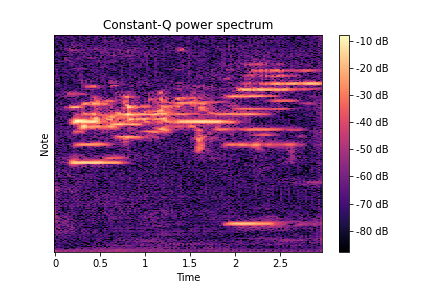 Constant-Q power spectrum
-10 dB
-20 dB
-30 dB
-40 dB
-50 dB
-60 dB
-70 dB
-80 dB
Note
0 0.5 1 1.5 2 2.5
Time